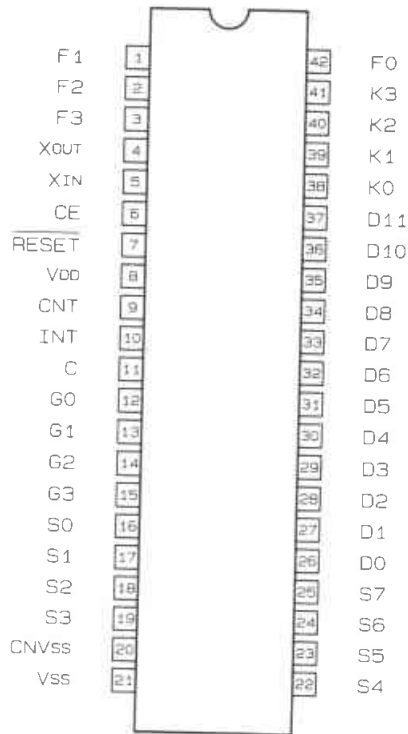 F1 1 42 F0
F2 2 41 K3
F3 3 40 K2
XOUT 4 39 K1
XIN 5 38 K0
CE 6 37 D11
RESET 7 36 D10
VDD 8 35 D9
CNT 9 34 D8
INT 10 33 D7
C 11 32 D6
G0 12 31 D5
G1 13 30 D4
G2 14 29 D3
G3 15 28 D2
S0 16 27 D1
S1 17 26 D0
S2 18 25 S7
S3 19 24 S6
CNVSS 20 23 S5
VSS 21 22 S4